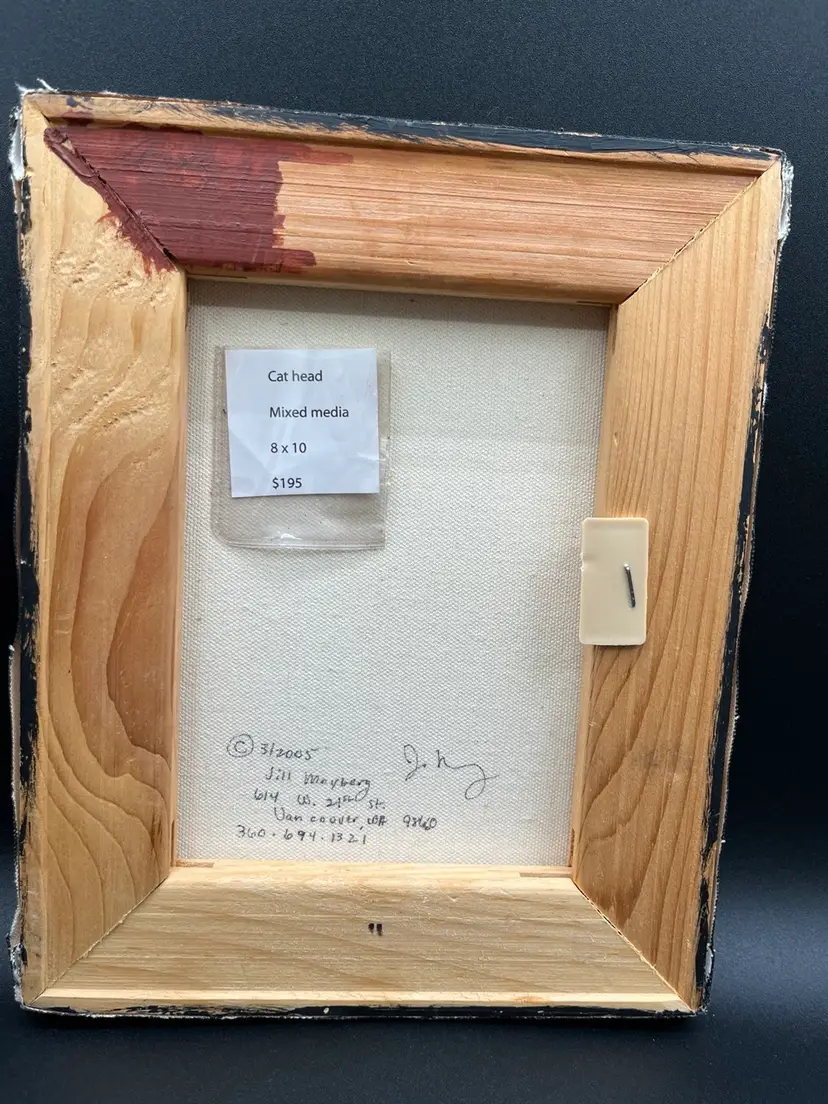 Cat head
Mixed media
8 x 10
$195
© 3/2005
Jill Mayberg
614 W. 21st St.
Vancouver, WA
360.694.1321